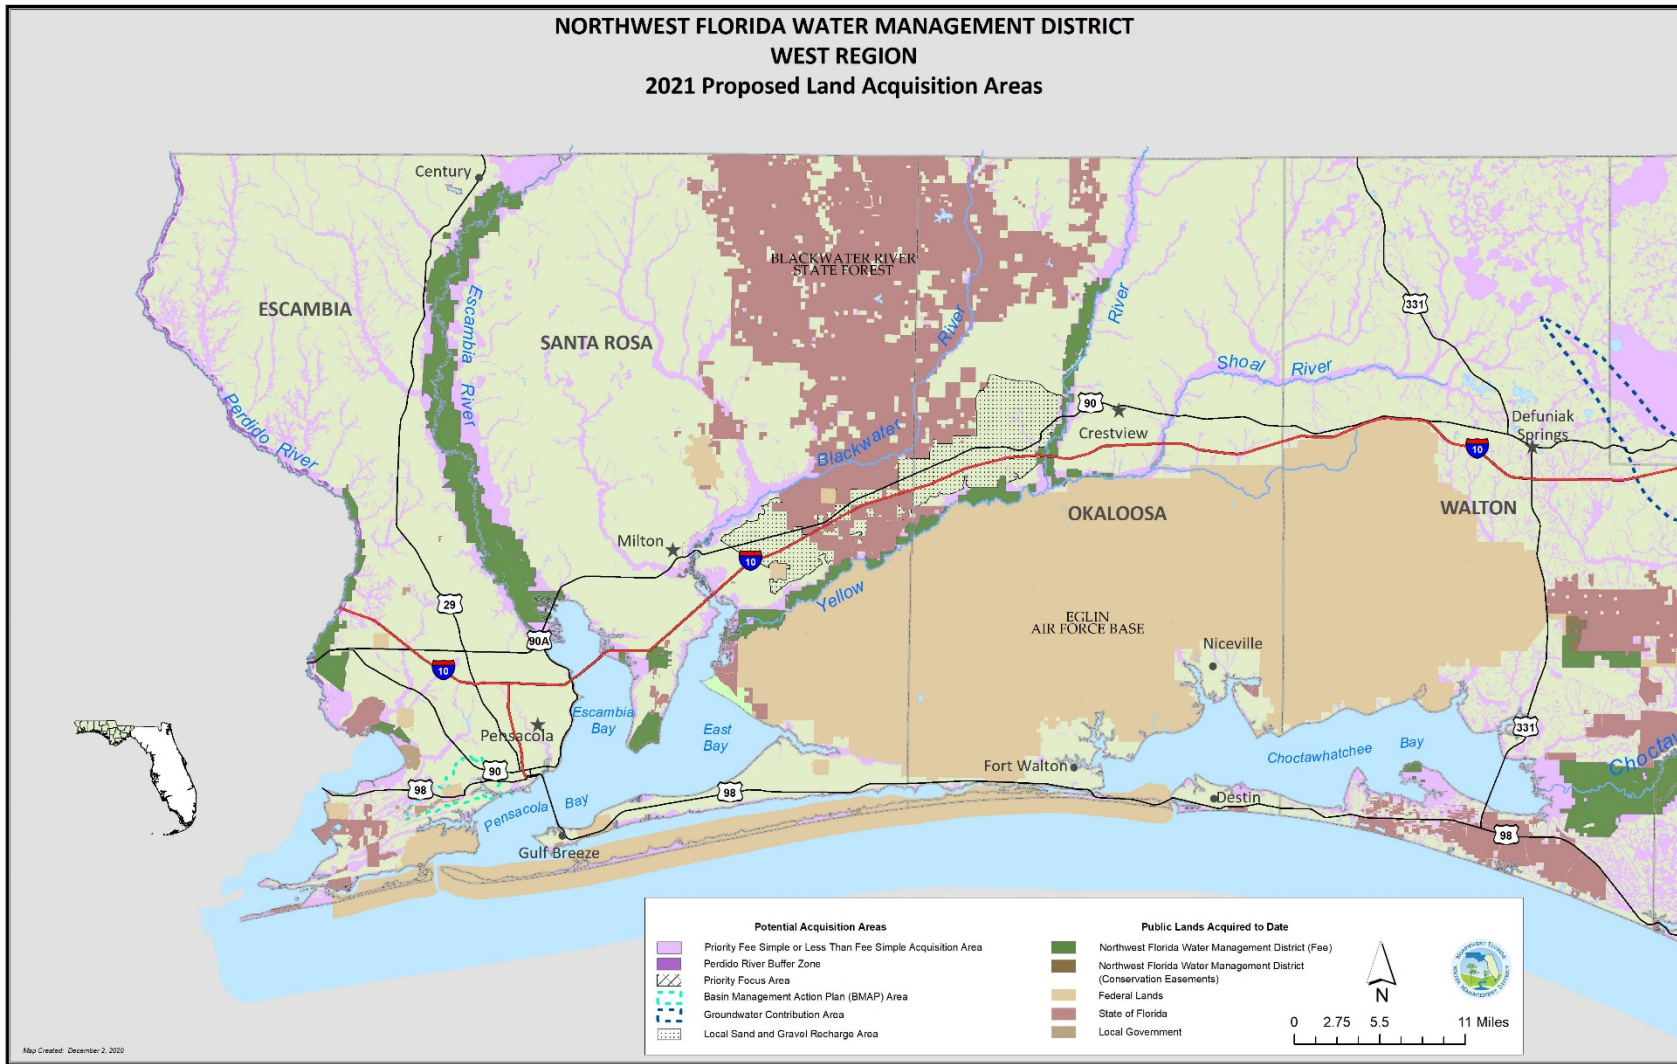 NORTHWEST FLORIDA WATER MANAGEMENT DISTRICT
WEST REGION
2021 Proposed Land Acquisition Areas
Century
ESCAMBIA
Escambia River
SANTA ROSA
BLACKWATER RIVER
STATE FOREST
River
River
331
Shoal River
Perdido River
90
Crestview
Defuniak
Springs
10
Blackwater
OKALOOSA
WALTON
Milton
10
Yellow
29
90A
EGLIN
AIR FORCE BASE
Niceville
10
Escambia
Bay
East
Bay
Pensacola
331
Choctawhatchee Bay
Choctaw
Fort Walton
90
98
98
Destin
98
Pensacola Bay
Gulf Breeze
Potential Acquisition Areas
Priority Fee Simple or Less Than Fee Simple Acquisition Area
Perdido River Buffer Zone
Priority Focus Area
Basin Management Action Plan (BMAP) Area
Groundwater Contribution Area
Local Sand and Gravel Recharge Area
Public Lands Acquired to Date
Northwest Florida Water Management District (Fee)
Northwest Florida Water Management District
(Conservation Easements)
Federal Lands
State of Florida
Local Government
N
0 2.75 5.5 11 Miles
NORTHWEST FLORIDA
WATER MANAGEMENT DISTRICT
Map Created: December 2, 2020